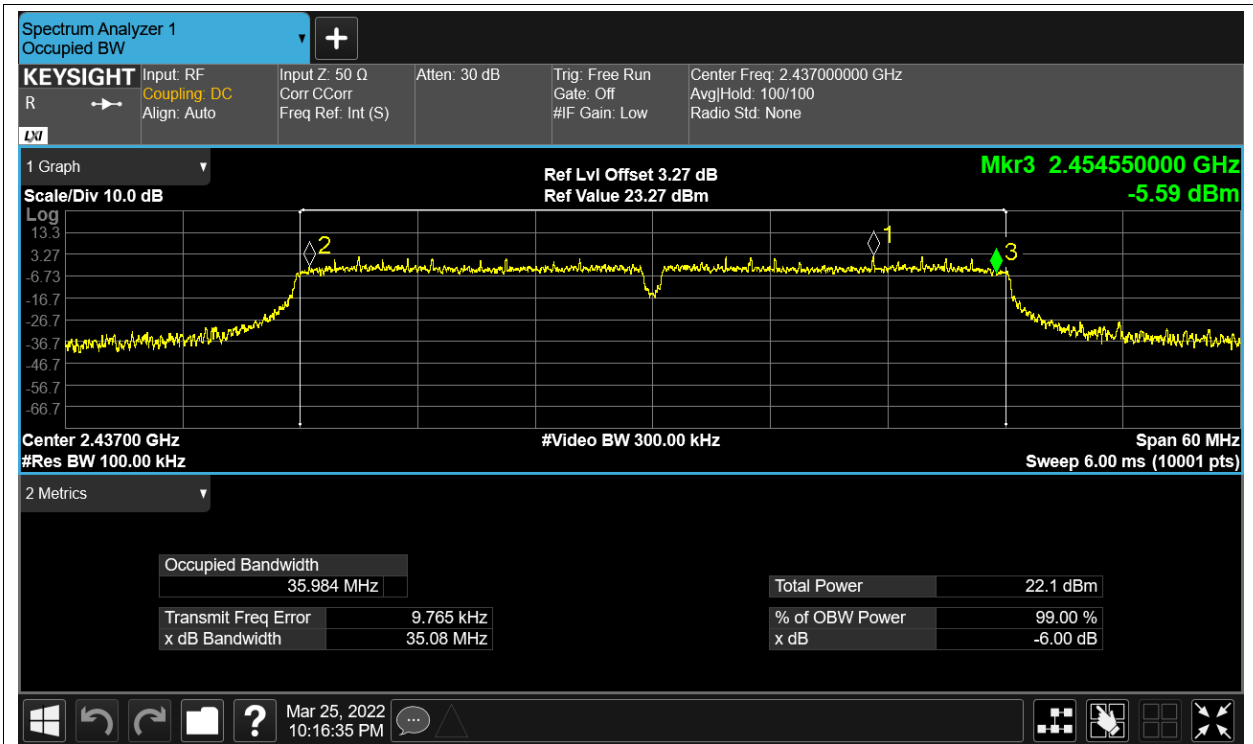 Spectrum Analyzer 1
Occupied BW
KEYSIGHT Input: RF Input Z: 50 Ω Atten: 30 dB Trig: Free Run Center Freq: 2.437000000 GHz
R Coupling: DC Corr CCorr Gate: Off Avg|Hold: 100/100
Align: Auto Freq Ref: Int (S) #IF Gain: Low Radio Std: None
LXI
1 Graph Ref Lvl Offset 3.27 dB Mkr3 2.454550000 GHz
Scale/Div 10.0 dB Ref Value 23.27 dBm -5.59 dBm
Log
13.3
3.27
-6.73
-16.7
-26.7
-36.7
-46.7
-56.7
-66.7
2
1
3
Center 2.43700 GHz #Video BW 300.00 kHz Span 60 MHz
#Res BW 100.00 kHz Sweep 6.00 ms (10001 pts)
2 Metrics
Occupied Bandwidth
35.984 MHz Total Power 22.1 dBm
Transmit Freq Error 9.765 kHz % of OBW Power 99.00 %
x dB Bandwidth 35.08 MHz x dB -6.00 dB
? Mar 25, 2022
10:16:35 PM